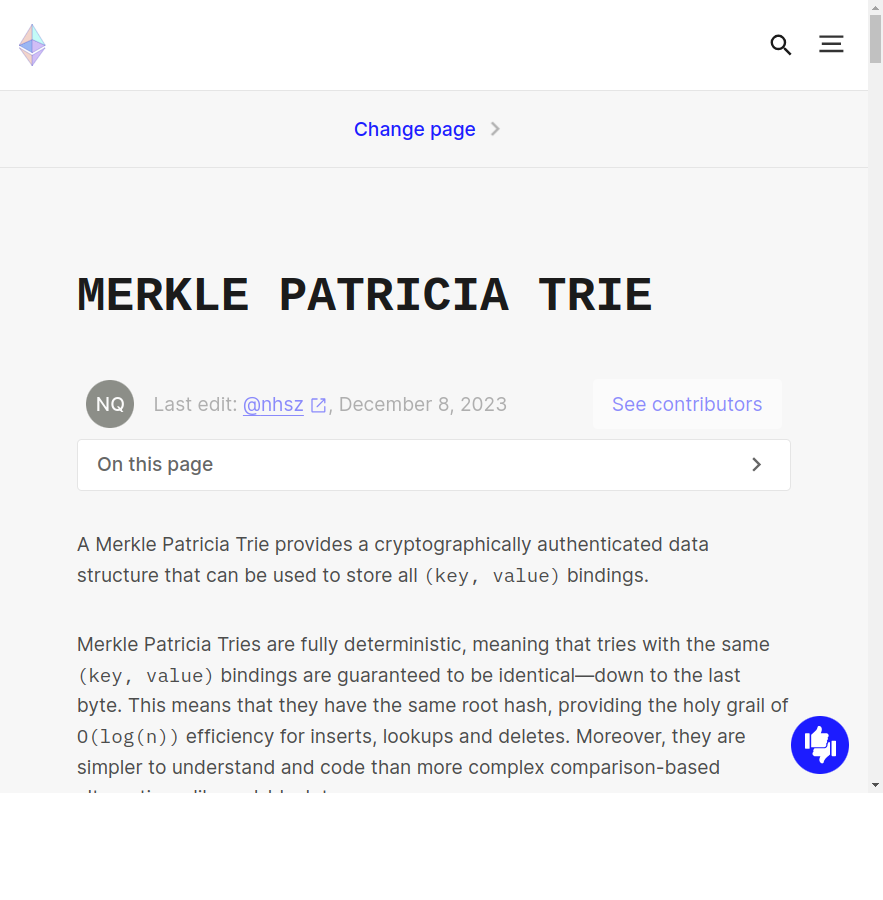 Change page
MERKLE PATRICIA TRIE
NQ
Last edit: @nhsz, December 8, 2023
See contributors
On this page
A Merkle Patricia Trie provides a cryptographically authenticated data
structure that can be used to store all (key, value) bindings.
Merkle Patricia Tries are fully deterministic, meaning that tries with the same
(key, value) bindings are guaranteed to be identical—down to the last
byte. This means that they have the same root hash, providing the holy grail of
O(log(n)) efficiency for inserts, lookups and deletes. Moreover, they are
simpler to understand and code than more complex comparison-based